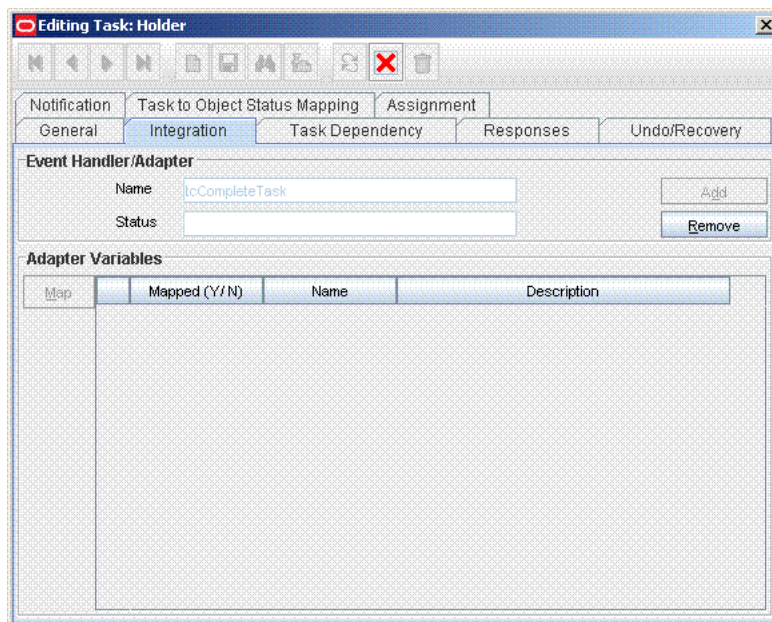 Editing Task: Holder
Notification Task to Object Status Mapping Assignment
General Integration Task Dependency Responses Undo/Recovery
Event Handler/Adapter
Name tcCompleteTask Add
Status Remove
Adapter Variables
Map Mapped (Y/N) Name Description